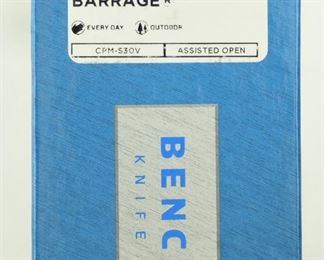 BARRAGE R
EVERY DAY OUTDOOR
CPM-S30V ASSISTED OPEN
BENC
KNIFE